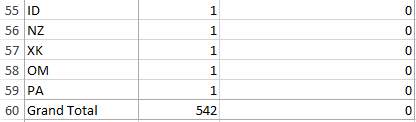 55 ID 1 0
56 NZ 1 0
57 XK 1 0
58 OM 1 0
59 PA 1 0
60 Grand Total 542 0